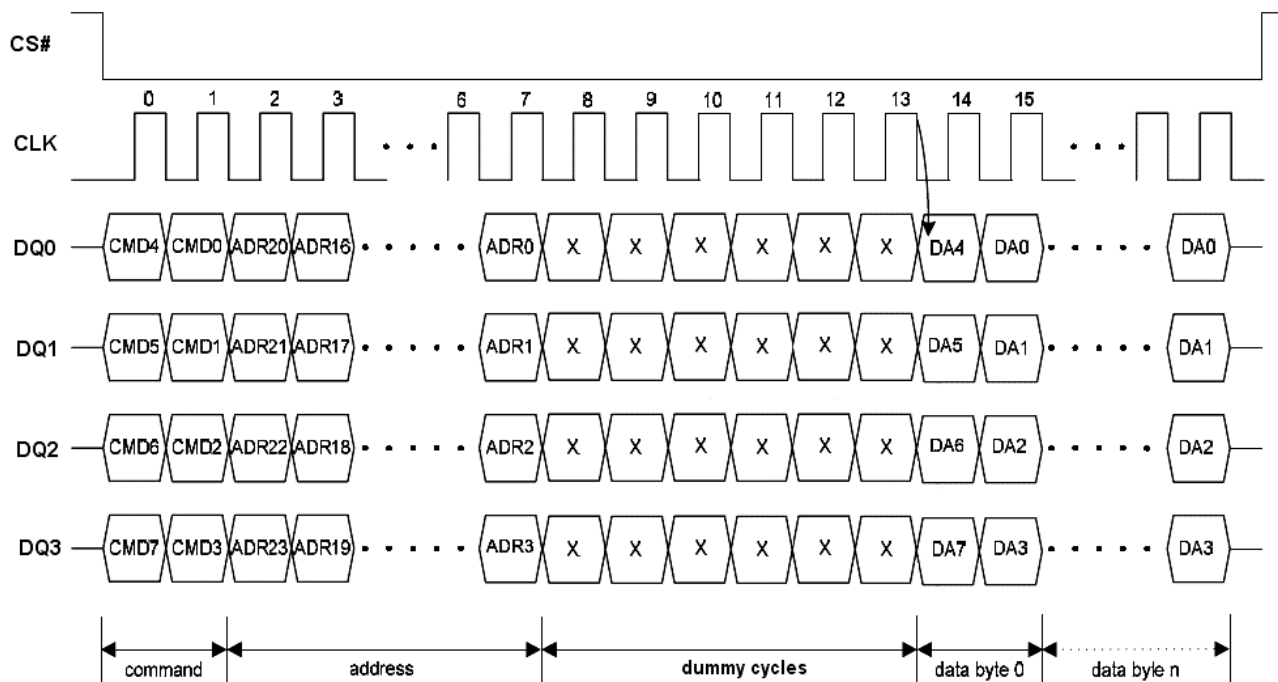 CS#
0 1 2 3 6 7 8 9 10 11 12 13 14 15
CLK
DQ0 CMD4 CMD0 ADR20 ADR16 ADR0 X X X X X X DA4 DA0 DA0
DQ1 CMD5 CMD1 ADR21 ADR17 ADR1 X X X X X X DA5 DA1 DA1
DQ2 CMD6 CMD2 ADR22 ADR18 ADR2 X X X X X X DA6 DA2 DA2
DQ3 CMD7 CMD3 ADR23 ADR19 ADR3 X X X X X X DA7 DA3 DA3
command address dummy cycles data byte 0 data byle n